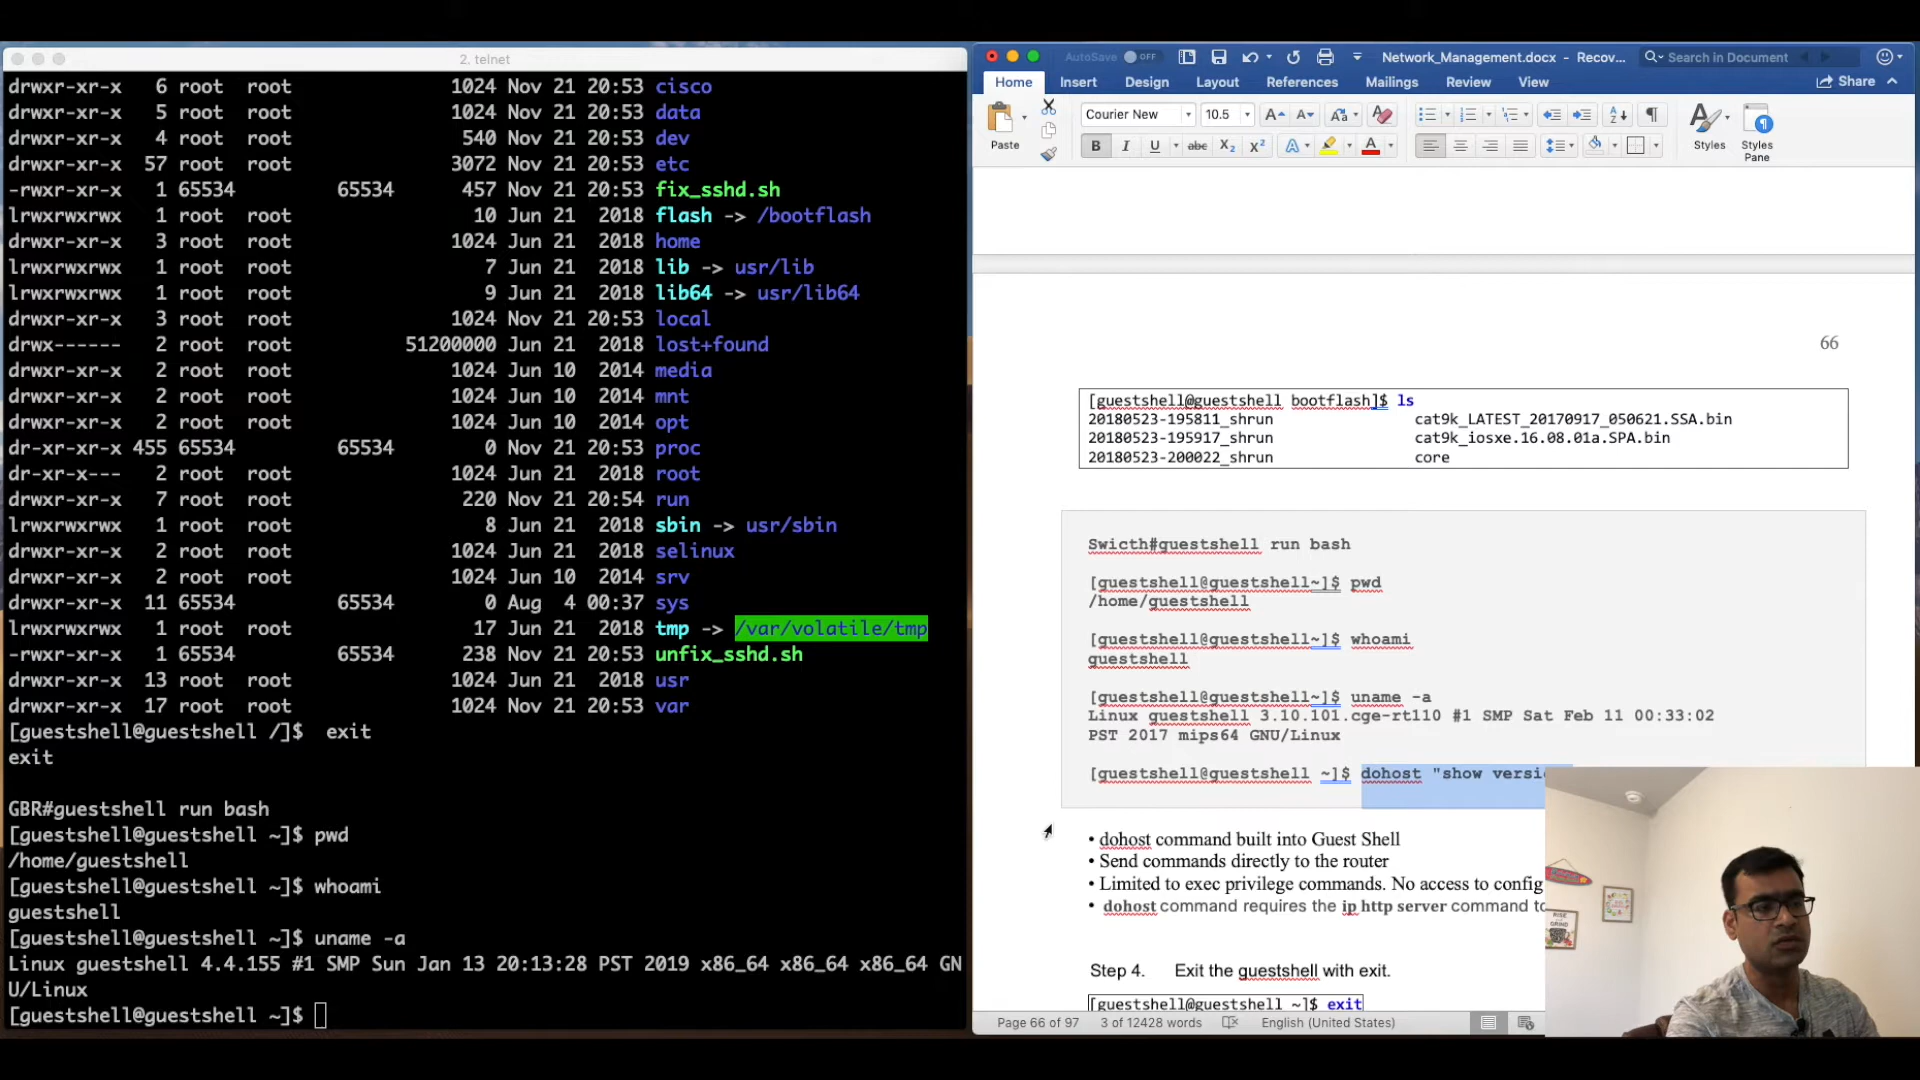 2. telnet
drwxr-xr-x 6 root root 1024 Nov 21 20:53 cisco
drwxr-xr-x 5 root root 1024 Nov 21 20:53 data
drwxr-xr-x 4 root root 540 Nov 21 20:53 dev
drwxr-xr-x 57 root root 3072 Nov 21 20:53 etc
-rwxr-xr-x 1 65534 65534 457 Nov 21 20:53 fix_sshd.sh
lrwxrwxrwx 1 root root 10 Jun 21 2018 flash -> /bootflash
drwxr-xr-x 3 root root 1024 Jun 21 2018 home
lrwxrwxrwx 1 root root 7 Jun 21 2018 lib -> usr/lib
lrwxrwxrwx 1 root root 9 Jun 21 2018 lib64 -> usr/lib64
drwxr-xr-x 3 root root 1024 Nov 21 20:53 local
drwx------ 2 root root 51200000 Jun 21 2018 lost+found
drwxr-xr-x 2 root root 1024 Jun 10 2014 media
drwxr-xr-x 2 root root 1024 Jun 10 2014 mnt
drwxr-xr-x 2 root root 1024 Jun 10 2014 opt
dr-xr-xr-x 455 65534 65534 0 Nov 21 20:53 proc
dr-xr-x--- 2 root root 1024 Jun 21 2018 root
drwxr-xr-x 7 root root 220 Nov 21 20:54 run
lrwxrwxrwx 1 root root 8 Jun 21 2018 sbin -> usr/sbin
drwxr-xr-x 2 root root 1024 Jun 21 2018 selinux
drwxr-xr-x 2 root root 1024 Jun 10 2014 srv
drwxr-xr-x 11 65534 65534 0 Aug 4 00:37 sys
lrwxrwxrwx 1 root root 17 Jun 21 2018 tmp -> /var/volatile/tmp
-rwxr-xr-x 1 65534 65534 238 Nov 21 20:53 unfix_sshd.sh
drwxr-xr-x 13 root root 1024 Jun 21 2018 usr
drwxr-xr-x 17 root root 1024 Nov 21 20:53 var
[guestshell@guestshell /]$ exit
exit
GBR#guestshell run bash
[guestshell@guestshell ~]$ pwd
/home/guestshell
[guestshell@guestshell ~]$ whoami
guestshell
[guestshell@guestshell ~]$ uname -a
Linux guestshell 4.4.155 #1 SMP Sun Jan 13 20:13:28 PST 2019 x86_64 x86_64 x86_64 GN
U/Linux
[guestshell@guestshell ~]$
AutoSave OFF Network_Management.docx - Recov... Search in Document
Home Insert Design Layout References Mailings Review View Share
Paste Courier New 10.5 Styles Styles Pane
66
[guestshell@guestshell bootflash]$ ls
20180523-195811_shrun cat9k_LATEST_20170917_050621.SSA.bin
20180523-195917_shrun cat9k_iosxe.16.08.01a.SPA.bin
20180523-200022_shrun core
Swicth#guestshell run bash
[guestshell@guestshell~]$ pwd
/home/guestshell
[guestshell@guestshell~]$ whoami
guestshell
[guestshell@guestshell~]$ uname -a
Linux guestshell 3.10.101.cge-rt110 #1 SMP Sat Feb 11 00:33:02
PST 2017 mips64 GNU/Linux
[guestshell@guestshell ~]$ dohost "show versi
• dohost command built into Guest Shell
• Send commands directly to the router
• Limited to exec privilege commands. No access to config
• dohost command requires the ip http server command to
Step 4. Exit the guestshell with exit.
[guestshell@guestshell ~]$ exit
Page 66 of 97 3 of 12428 words English (United States)
RISE
GRIND